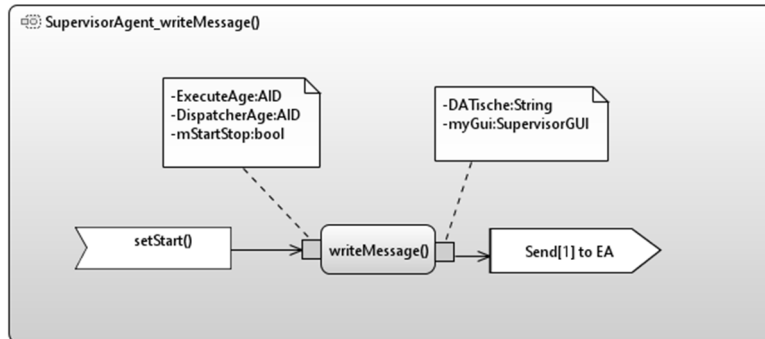 SupervisorAgent_writeMessage()
-ExecuteAge:AID
-DispatcherAge:AID
-mStartStop:bool
-DATische:String
-myGui:SupervisorGUI
setStart()
writeMessage()
Send[1] to EA